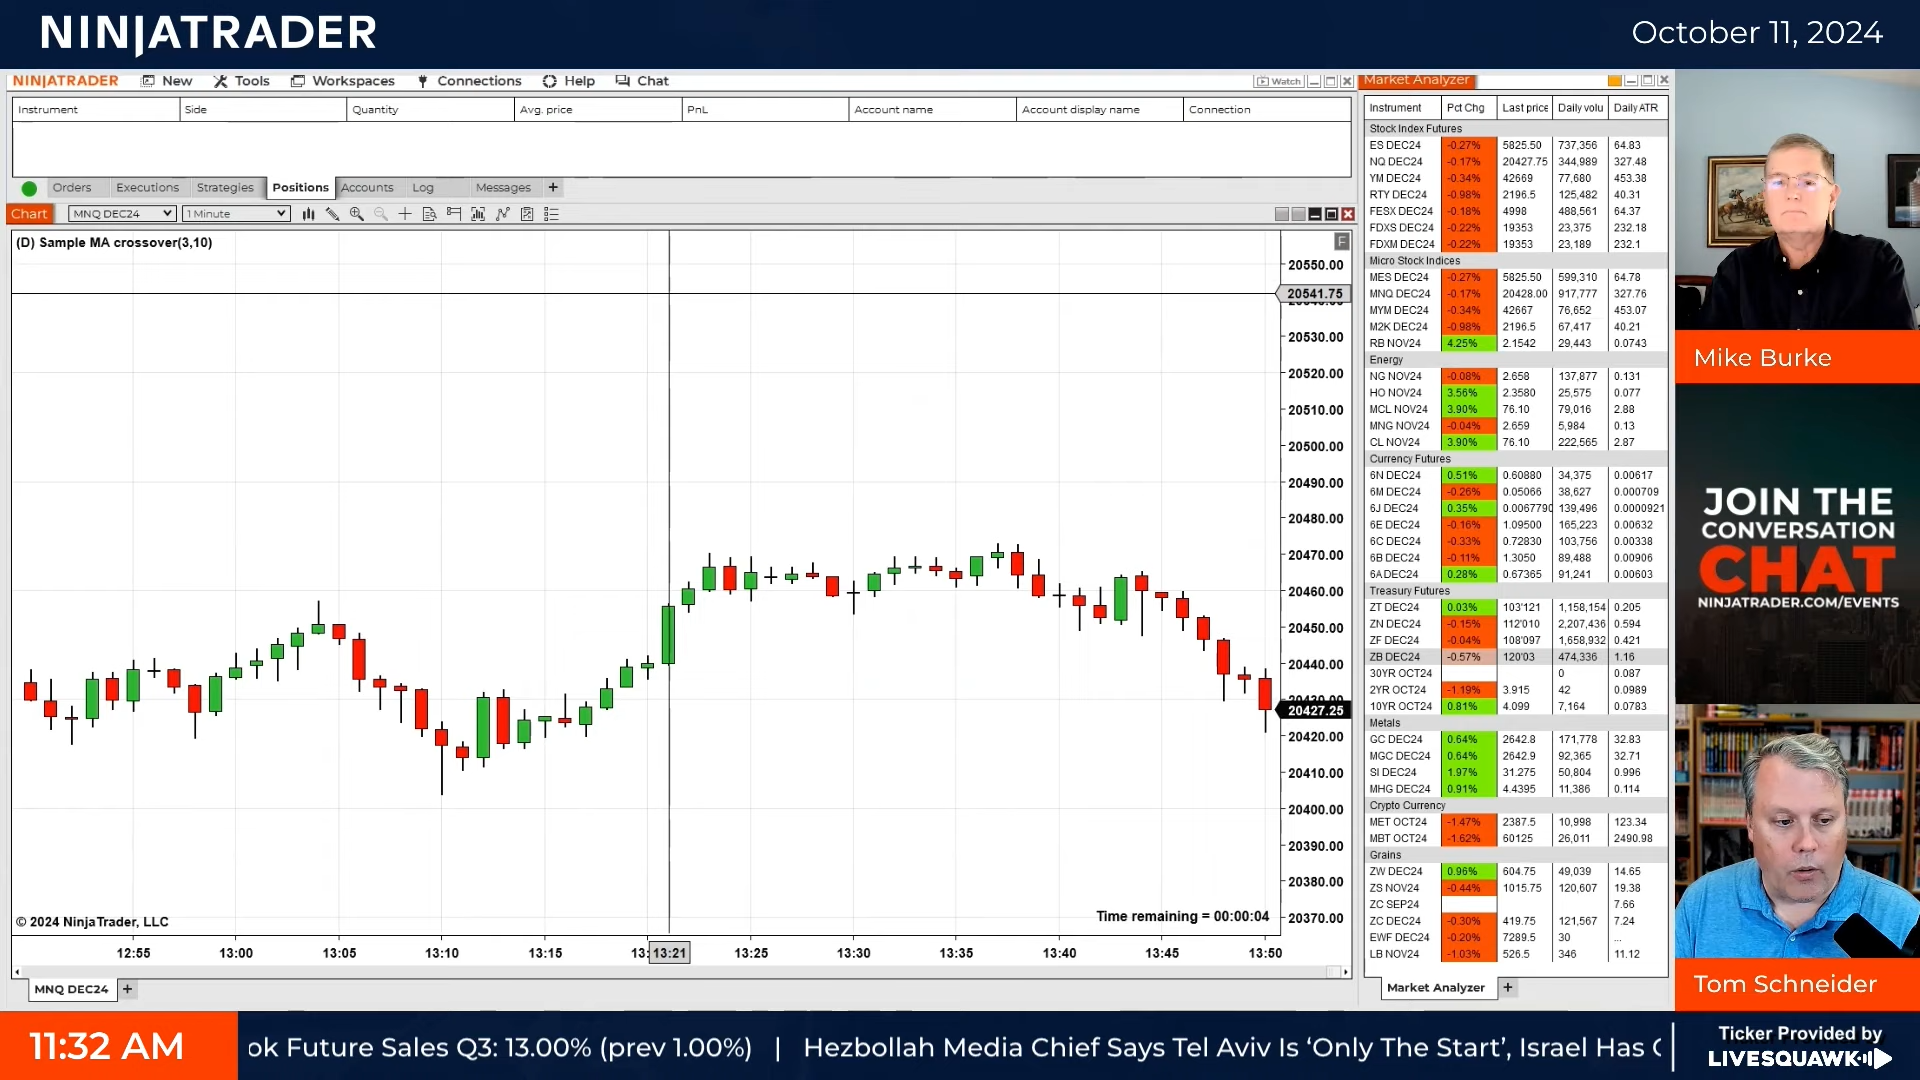 NINJATRADER
October 11, 2024
NINJATRADER New Tools Workspaces Connections Help Chat
Watch
Instrument Side Quantity Avg. price PnL Account name Account display name Connection
Orders Executions Strategies Positions Accounts Log Messages +
Chart MNQ DEC24 1 Minute
(D) Sample MA crossover(3,10)
F
20550.00
20541.75
20530.00
20520.00
20510.00
20500.00
20490.00
20480.00
20470.00
20460.00
20450.00
20440.00
20430.00
20427.25
20420.00
20410.00
20400.00
20390.00
20380.00
20370.00
© 2024 NinjaTrader, LLC
Time remaining = 00:00:04
12:55 13:00 13:05 13:10 13:15 13:21 13:25 13:30 13:35 13:40 13:45 13:50
MNQ DEC24 +
Market Analyzer
Instrument Pct Chg Last price Daily volu Daily ATR
Stock Index Futures
ES DEC24 -0.27% 5825.50 737,356 64.83
NQ DEC24 -0.17% 20427.75 344,989 327.48
YM DEC24 -0.34% 42669 77,680 453.38
RTY DEC24 -0.98% 2196.5 125,482 40.31
FESX DEC24 -0.18% 4998 488,561 64.37
FDXS DEC24 -0.22% 19353 23,375 232.18
FDXM DEC24 -0.22% 19353 23,189 232.1
Micro Stock Indices
MES DEC24 -0.27% 5825.50 599,310 64.78
MNQ DEC24 -0.17% 20428.00 917,777 327.76
MYM DEC24 -0.34% 42667 76,652 453.07
M2K DEC24 -0.98% 2196.5 67,417 40.21
RB NOV24 4.25% 2.1542 29,443 0.0743
Energy
NG NOV24 -0.08% 2.658 137,877 0.131
HO NOV24 3.56% 2.3580 25,575 0.077
MCL NOV24 3.90% 76.10 79,016 2.88
MNG NOV24 -0.04% 2.659 5,984 0.13
CL NOV24 3.90% 76.10 222,565 2.87
Currency Futures
6N DEC24 0.51% 0.60880 34,375 0.00617
6M DEC24 -0.26% 0.05066 38,627 0.000709
6J DEC24 0.35% 0.0067790 139,496 0.0000921
6E DEC24 -0.16% 1.09500 165,223 0.00632
6C DEC24 -0.33% 0.72830 103,756 0.00338
6B DEC24 -0.11% 1.3050 89,488 0.00906
6A DEC24 0.28% 0.67365 91,241 0.00603
Treasury Futures
ZT DEC24 0.03% 103'121 1,158,154 0.205
ZN DEC24 -0.15% 112'010 2,207,436 0.594
ZF DEC24 -0.04% 108'097 1,658,932 0.421
ZB DEC24 -0.57% 120'03 474,336 1.16
30YR OCT24 0 0.087
2YR OCT24 -1.19% 3.915 42 0.0989
10YR OCT24 0.81% 4.099 7,164 0.0783
Metals
GC DEC24 0.64% 2642.8 171,778 32.83
MGC DEC24 0.64% 2642.9 92,365 32.71
SI DEC24 1.97% 31.275 50,804 0.996
MHG DEC24 0.91% 4.4395 11,386 0.114
Crypto Currency
MET OCT24 -1.47% 2387.5 10,998 123.34
MBT OCT24 -1.62% 60125 26,011 2490.98
Grains
ZW DEC24 0.96% 604.75 49,039 14.65
ZS NOV24 -0.44% 1015.75 120,607 19.38
ZC SEP24 7.66
ZC DEC24 -0.30% 419.75 121,567 7.24
EWF DEC24 -0.20% 7289.5 30 ...
LB NOV24 -1.03% 526.5 346 11.12
Market Analyzer +
Mike Burke
JOIN THE
CONVERSATION
CHAT
NINJATRADER.COM/EVENTS
Tom Schneider
11:32 AM
ok Future Sales Q3: 13.00% (prev 1.00%) | Hezbollah Media Chief Says Tel Aviv Is ‘Only The Start’, Israel Has
Ticker Provided by
LIVESQUAWK